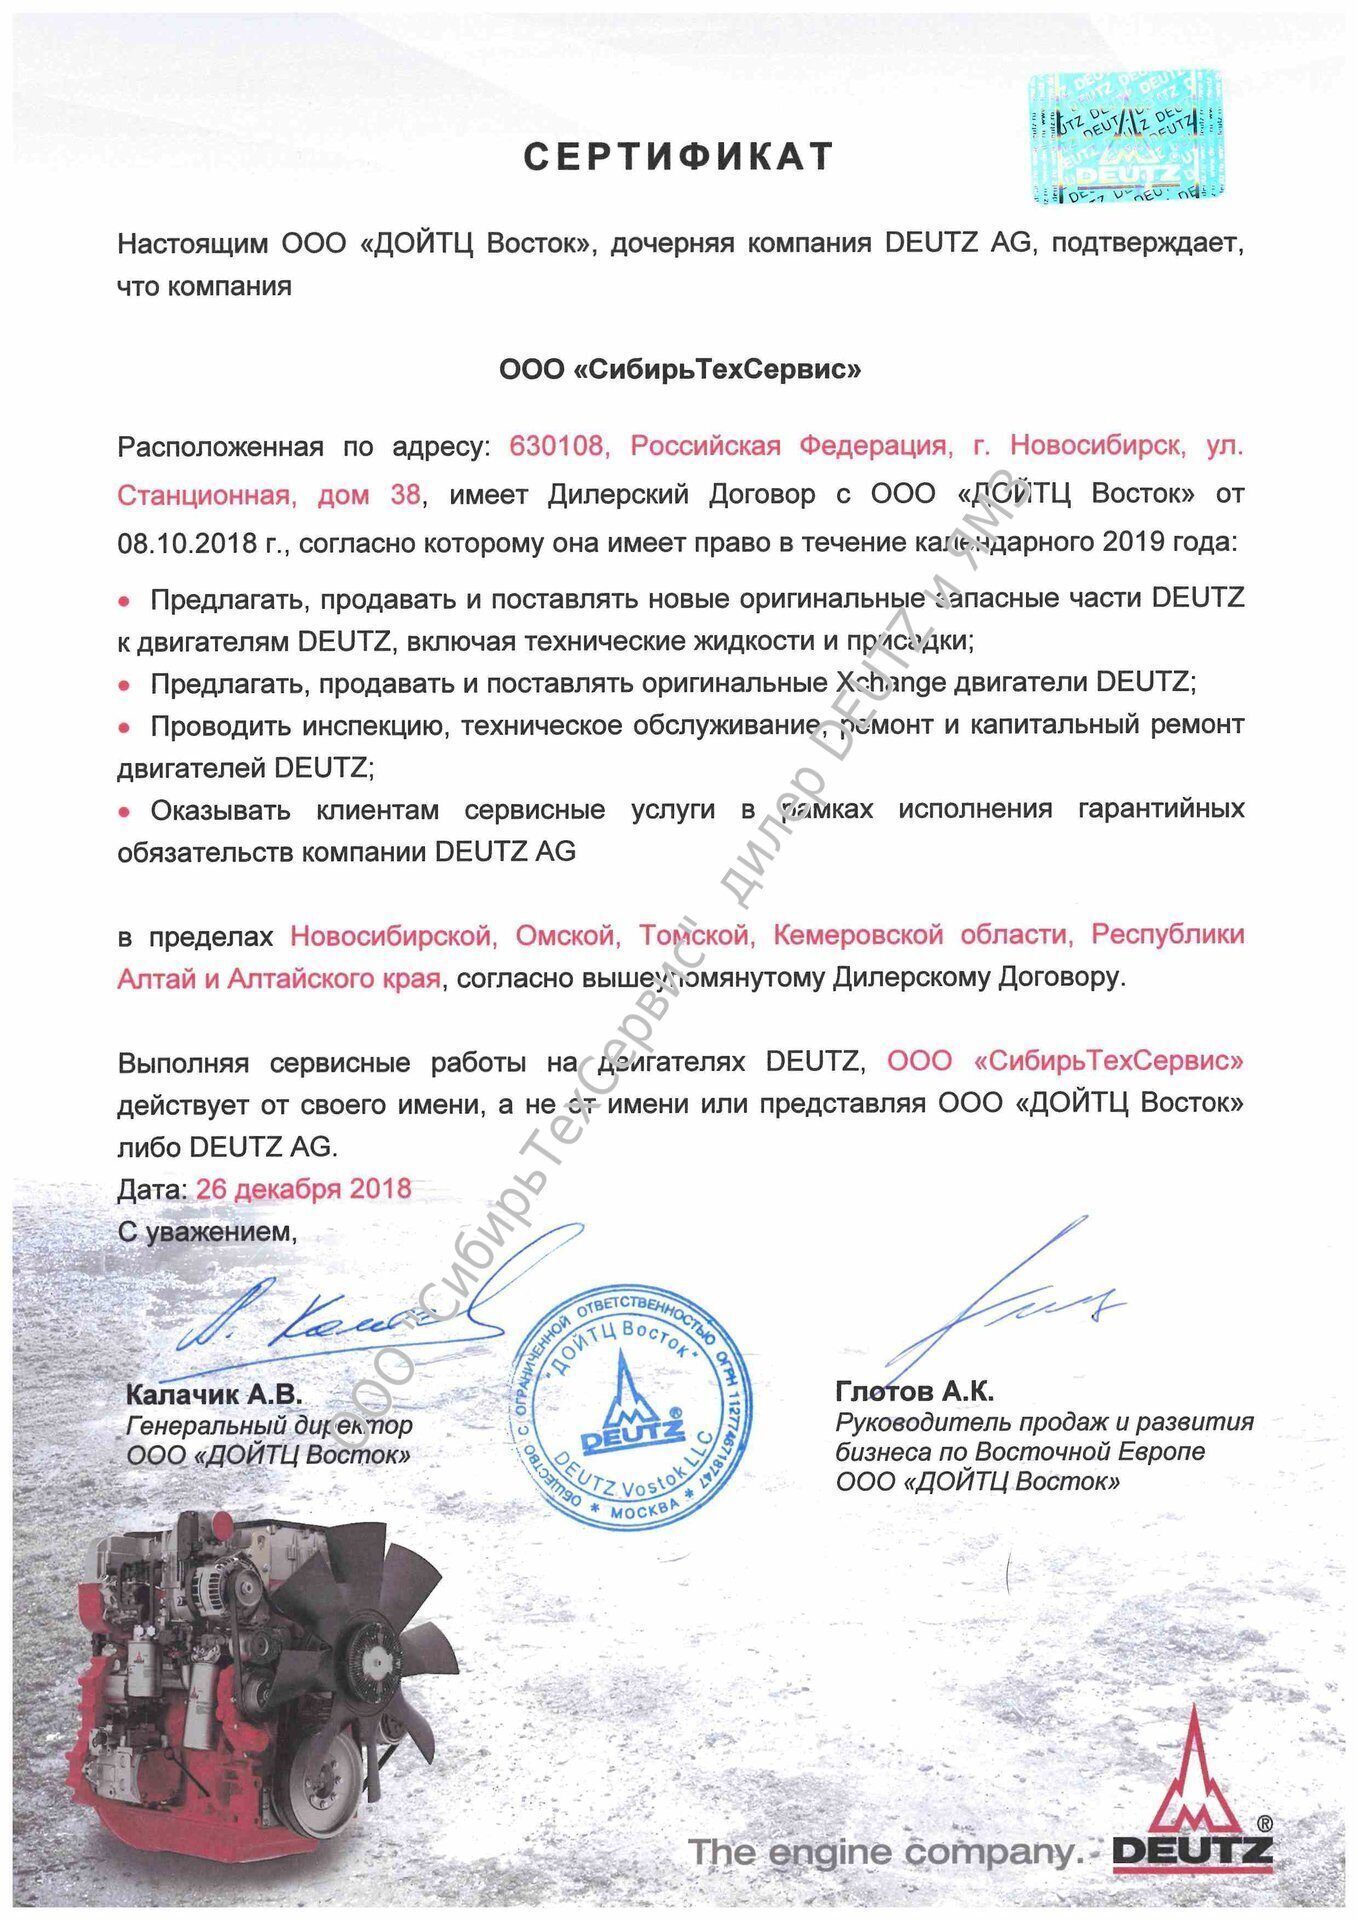 СЕРТИФИКАТ
DEUTZ
Настоящим ООО «ДОЙТЦ Восток», дочерняя компания DEUTZ AG, подтверждает,
что компания
ООО «СибирьТехСервис»
Расположенная по адресу: 630108, Российская Федерация, г. Новосибирск, ул.
Станционная, дом 38, имеет Дилерский Договор с ООО «ДОЙТЦ Восток» от
08.10.2018 г., согласно которому она имеет право в течение календарного 2019 года:
• Предлагать, продавать и поставлять новые оригинальные запасные части DEUTZ
к двигателям DEUTZ, включая технические жидкости и присадки;
• Предлагать, продавать и поставлять оригинальные Xchange двигатели DEUTZ;
• Проводить инспекцию, техническое обслуживание, ремонт и капитальный ремонт
двигателей DEUTZ;
• Оказывать клиентам сервисные услуги в рамках исполнения гарантийных
обязательств компании DEUTZ AG
в пределах Новосибирской, Омской, Томской, Кемеровской области, Республики
Алтай и Алтайского края, согласно вышеупомянутому Дилерскому Договору.
Выполняя сервисные работы на двигателях DEUTZ, ООО «СибирьТехСервис»
действует от своего имени, а не от имени или представляя ООО «ДОЙТЦ Восток»
либо DEUTZ AG.
Дата: 26 декабря 2018
С уважением,
ООО "СибирьТехСервис" дилер DEUTZ и ЯМЗ
Калачик А.В.
Генеральный директор
ООО «ДОЙТЦ Восток»
ОБЩЕСТВО С ОГРАНИЧЕННОЙ ОТВЕТСТВЕННОСТЬЮ ОГРН 1127746718747
* МОСКВА *
"ДОЙТЦ Восток"
DEUTZ®
DEUTZ Vostok LLC
Глотов А.К.
Руководитель продаж и развития
бизнеса по Восточной Европе
ООО «ДОЙТЦ Восток»
The engine company.
DEUTZ®